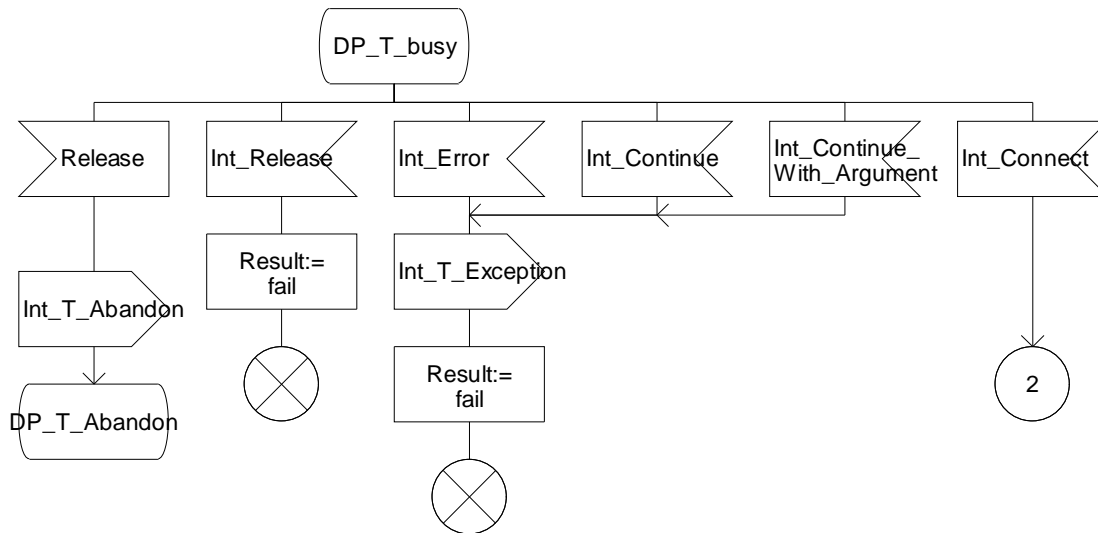 DP_T_busy
Release
Int_Release
Int_Error
Int_Continue
Int_Continue_
With_Argument
Int_Connect
Result:=
fail
Int_T_Exception
Int_T_Abandon
Result:=
fail
2
DP_T_Abandon